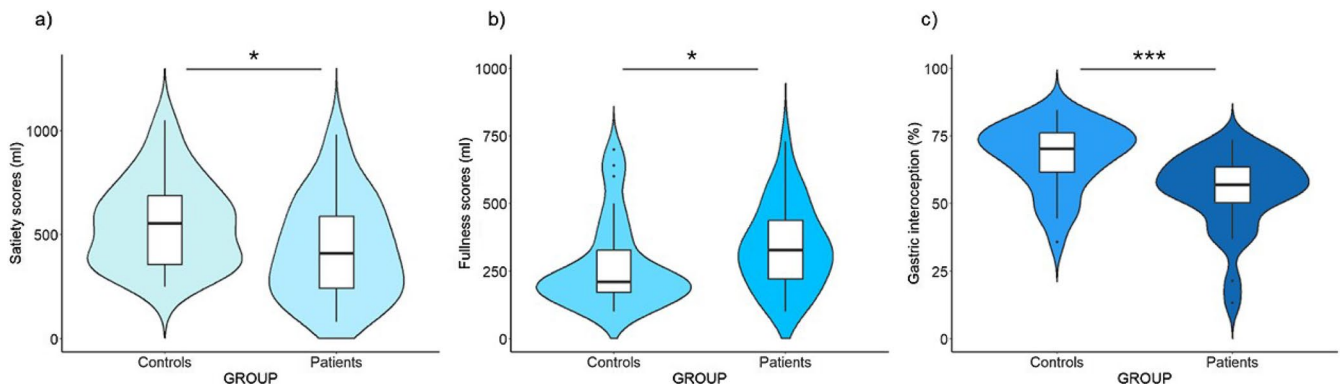 a)
*
Satiety scores (ml)
1000
500
0
Controls Patients
GROUP
b)
*
Fullness scores (ml)
1000
750
500
250
0
Controls Patients
GROUP
c)
***
Gastric interoception (%)
100
75
50
25
0
Controls Patients
GROUP